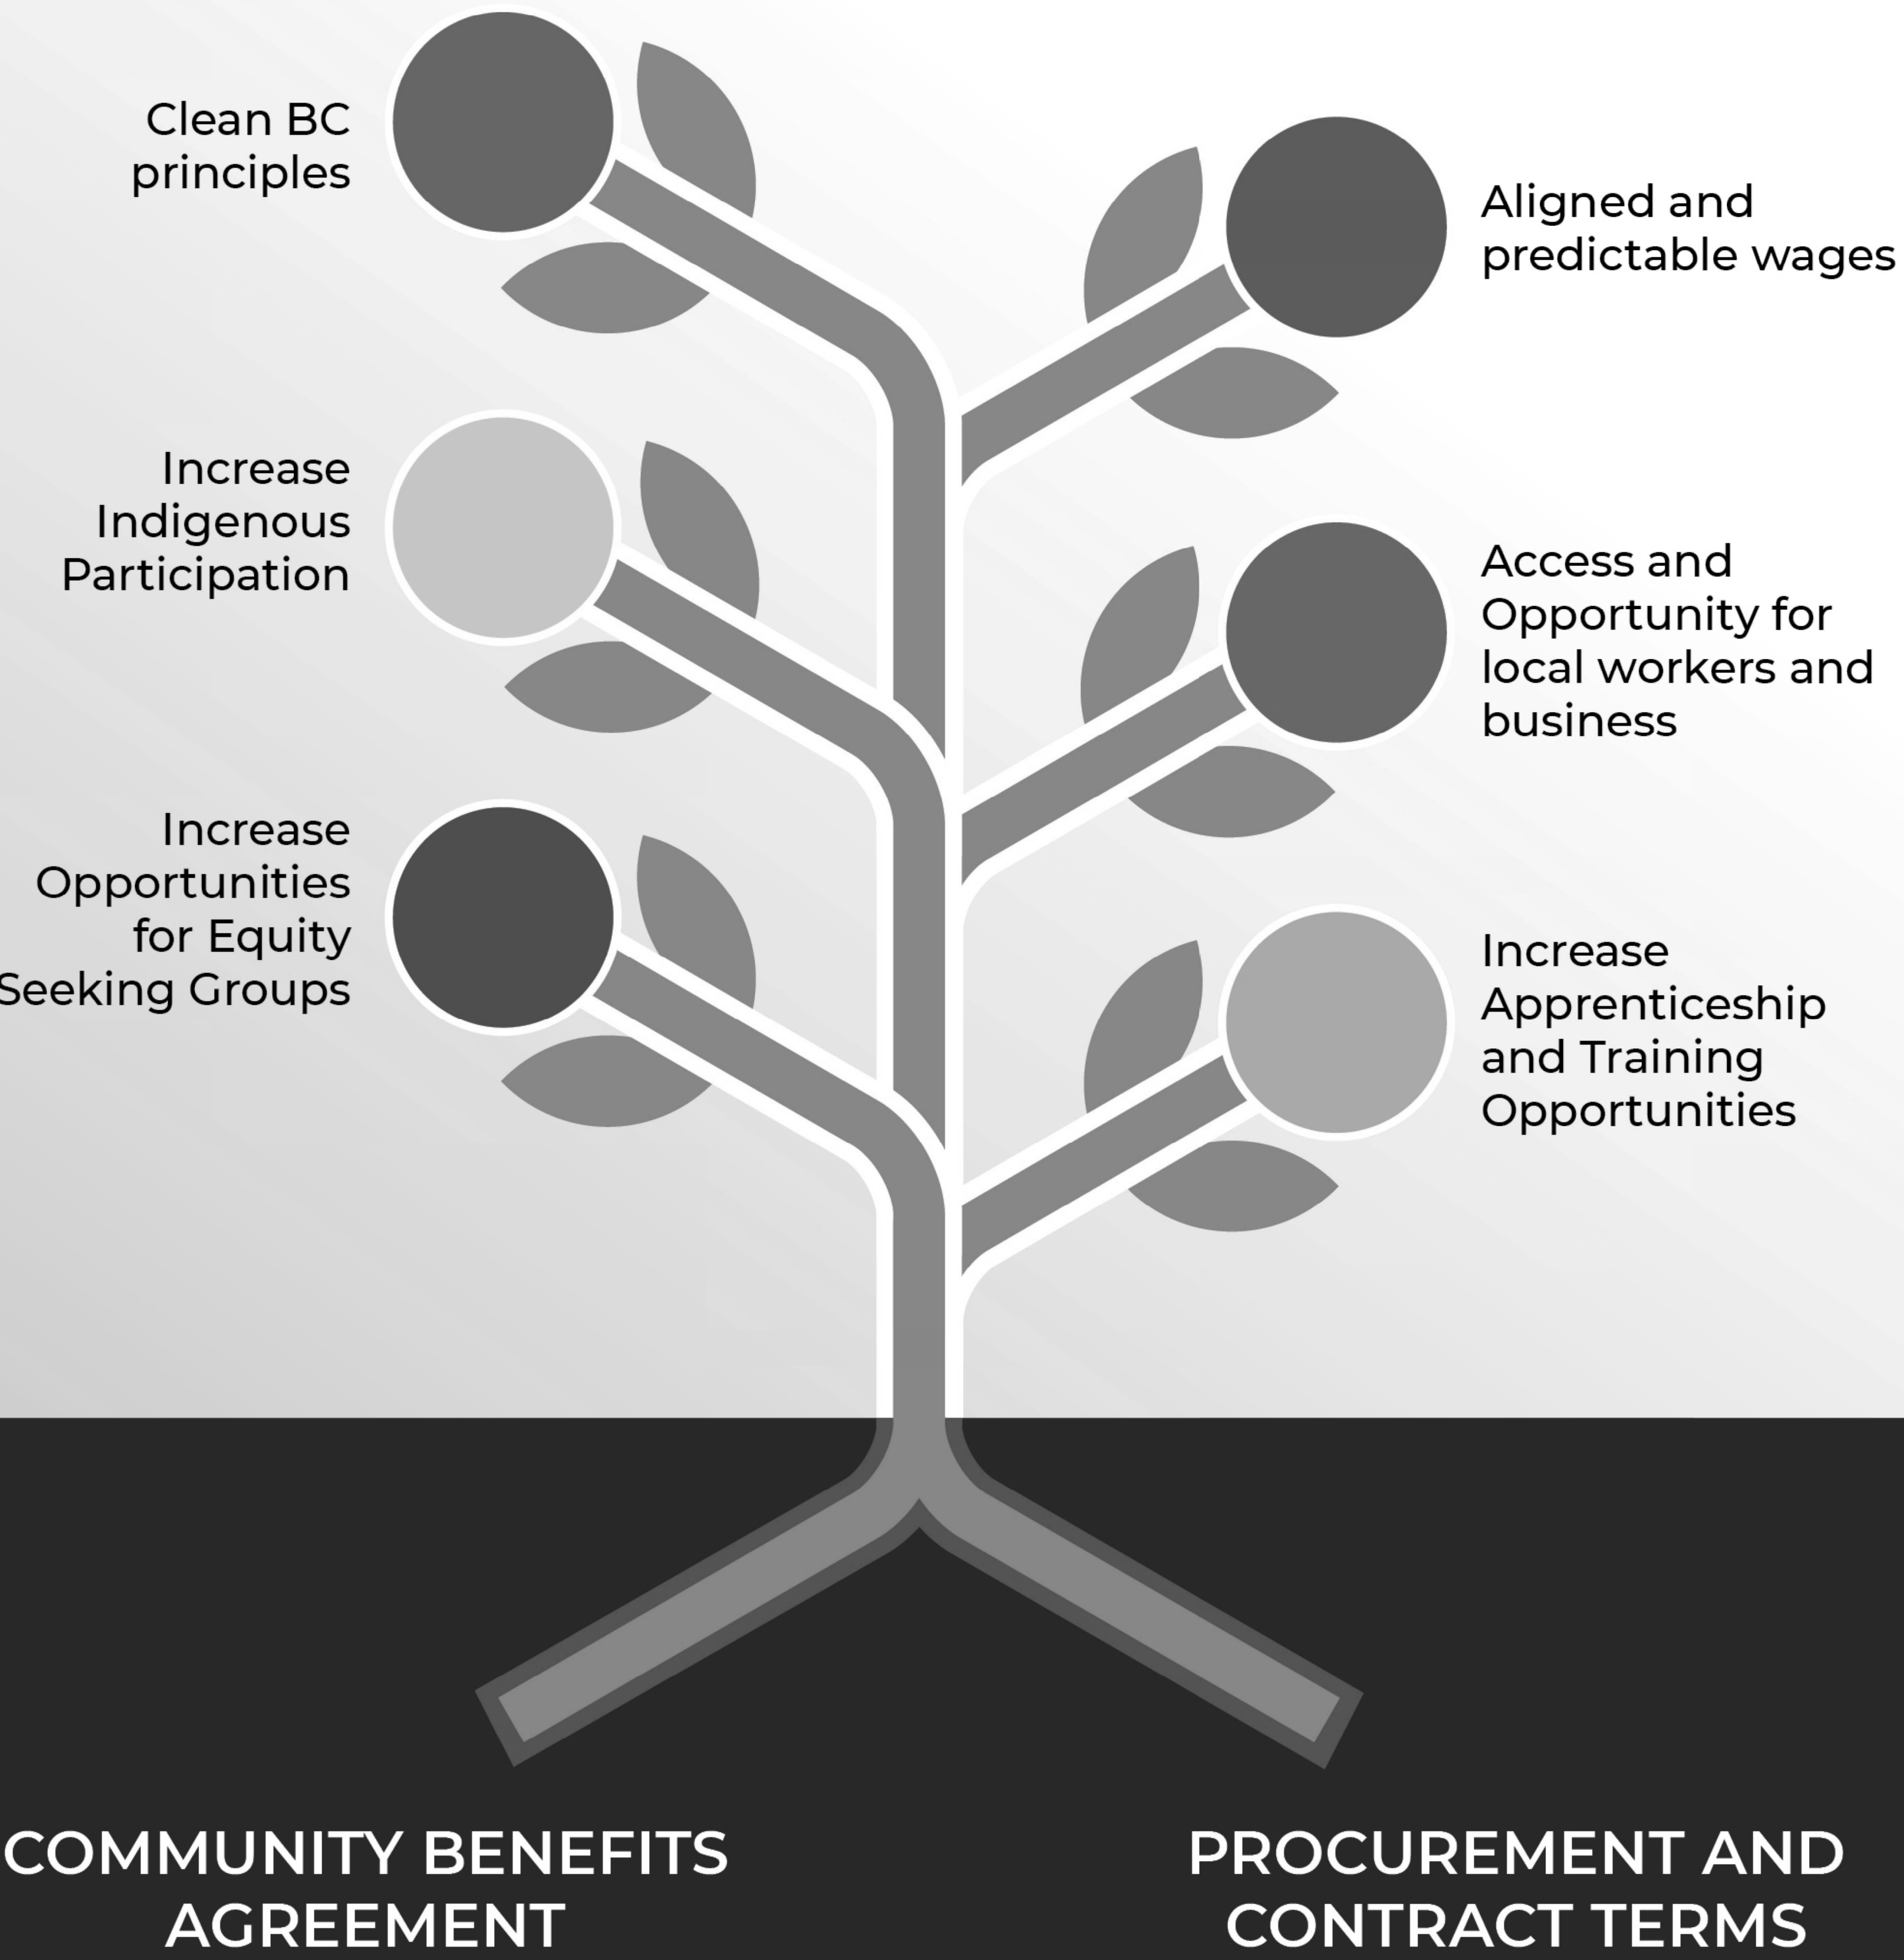 Clean BC
principles
Aligned and
predictable wages
Increase
Indigenous
Participation
Access and
Opportunity for
local workers and
business
Increase
Opportunities
for Equity
Seeking Groups
Increase
Apprenticeship
and Training
Opportunities
COMMUNITY BENEFITS
AGREEMENT
PROCUREMENT AND
CONTRACT TERMS